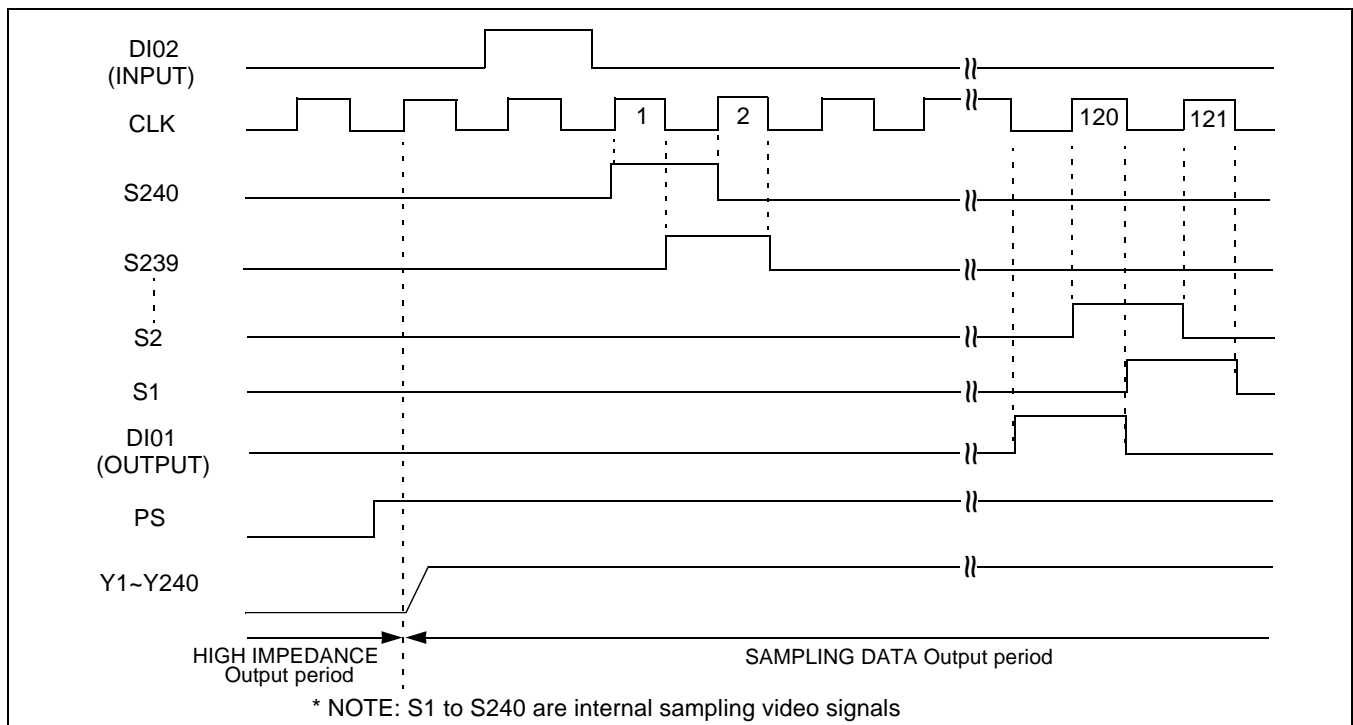 DI02
(INPUT)
CLK
1
2
120
121
S240
S239
S2
S1
DI01
(OUTPUT)
PS
Y1~Y240
HIGH IMPEDANCE
Output period
SAMPLING DATA Output period
* NOTE: S1 to S240 are internal sampling video signals